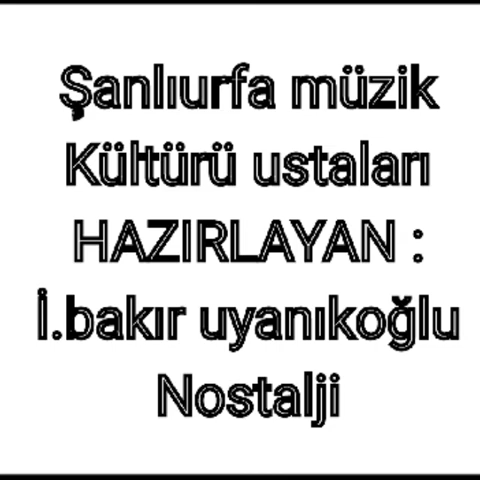 Şanlıurfa müzik
Kültürü ustaları
HAZIRLAYAN :
İ.bakır uyanıkoğlu
Nostalji